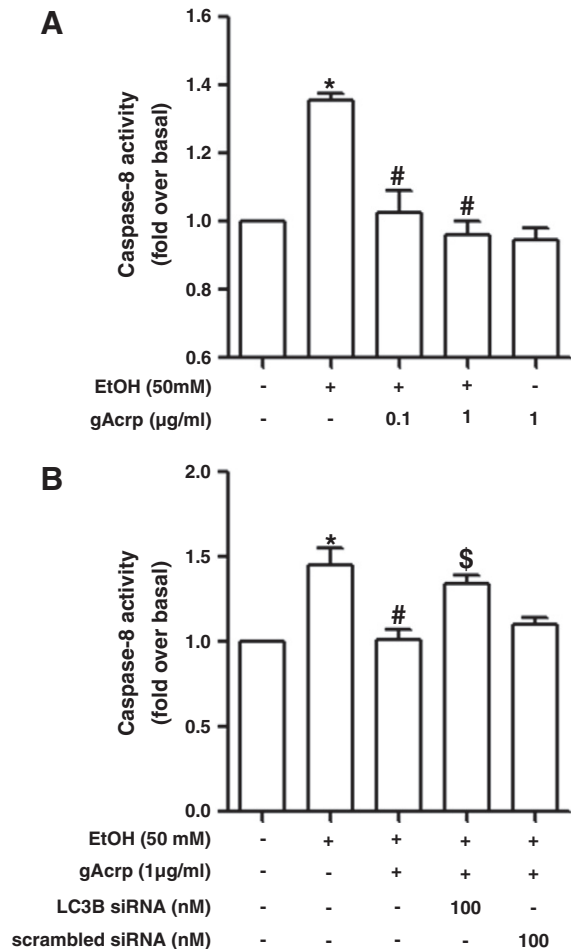 A
Caspase-8 activity
(fold over basal)
1.6
1.4
1.2
1.0
0.8
0.6
*
#
#
EtOH (50mM) - + + + -
gAcrp (µg/ml) - - 0.1 1 1
B
Caspase-8 activity
(fold over basal)
2.0
1.5
1.0
0.5
0.0
*
#
$
EtOH (50 mM) - + + + +
gAcrp (1µg/ml) - - + + +
LC3B siRNA (nM) - - - 100 -
scrambled siRNA (nM) - - - - 100